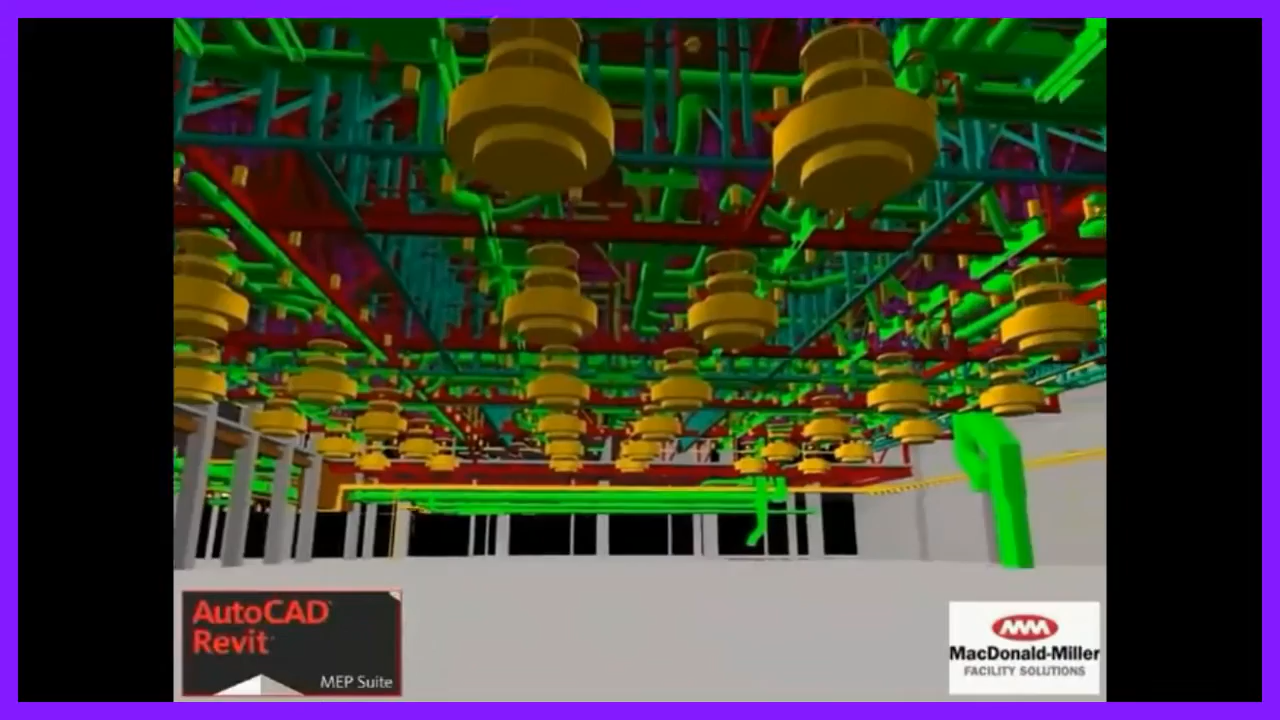 AutoCAD
Revit
MEP Suite
MacDonald-Miller
FACILITY SOLUTIONS